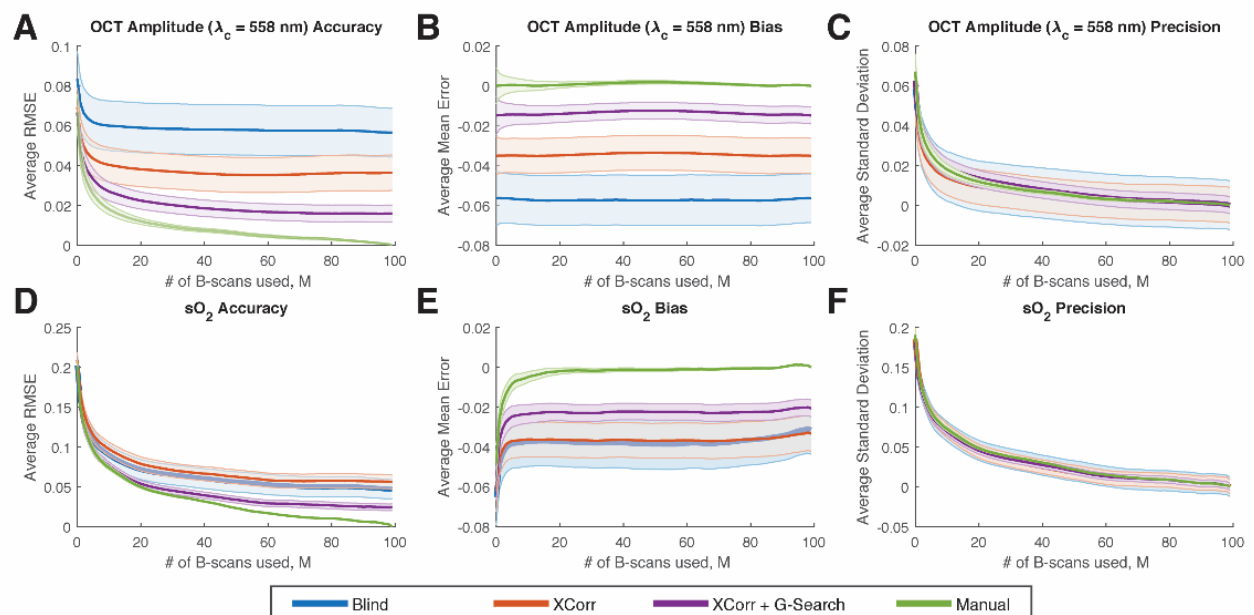 A OCT Amplitude (λc = 558 nm) Accuracy
0.1
0.08
0.06
0.04
0.02
0
Average RMSE
0 20 40 60 80 100
# of B-scans used, M
B OCT Amplitude (λc = 558 nm) Bias
0.02
0
-0.02
-0.04
-0.06
-0.08
Average Mean Error
0 20 40 60 80 100
# of B-scans used, M
C OCT Amplitude (λc = 558 nm) Precision
0.08
0.06
0.04
0.02
0
-0.02
Average Standard Deviation
0 20 40 60 80 100
# of B-scans used, M
D sO2 Accuracy
0.25
0.2
0.15
0.1
0.05
0
Average RMSE
0 20 40 60 80 100
# of B-scans used, M
E sO2 Bias
0.02
0
-0.02
-0.04
-0.06
-0.08
Average Mean Error
0 20 40 60 80 100
# of B-scans used, M
F sO2 Precision
0.2
0.15
0.1
0.05
0
-0.05
Average Standard Deviation
0 20 40 60 80 100
# of B-scans used, M
Blind XCorr XCorr + G-Search Manual